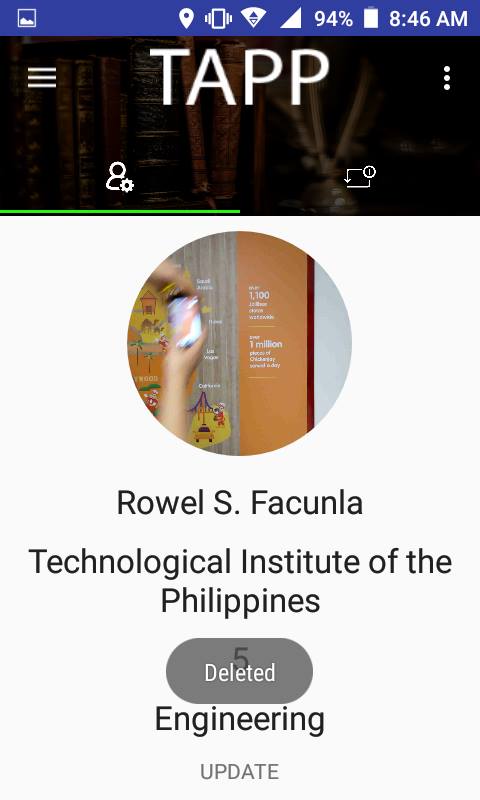 94% 8:46 AM
TAPP
Saudi
Arabia
Dubai
Las
Vegas
California
YWOOD
over
1,100
Jollibee
stores
worldwide
over
1 million
pieces of
Chickenjoy
served a day
Rowel S. Facunla
Technological Institute of the
Philippines
5
Deleted
Engineering
UPDATE